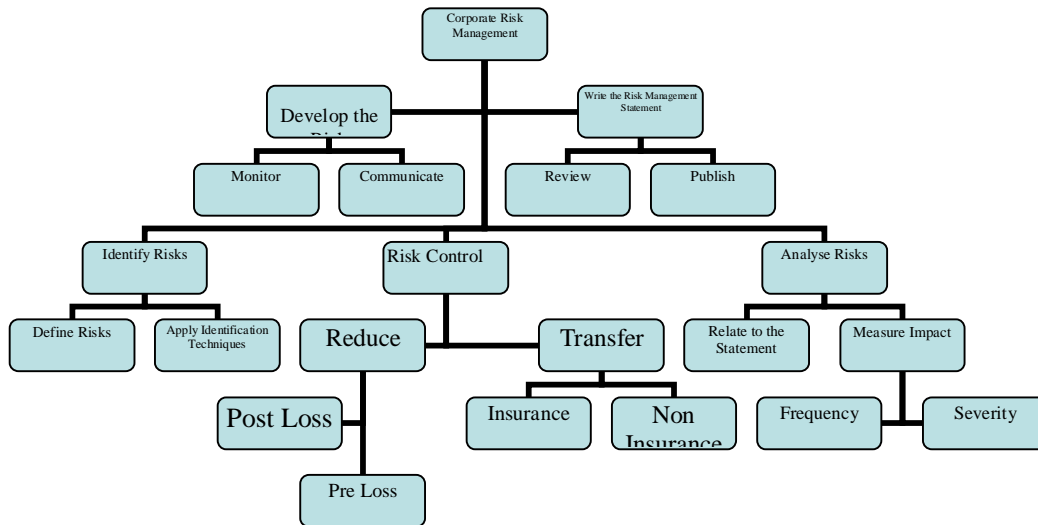 Corporate Risk
Management
Develop the
Write the Risk Management
Statement
Monitor
Communicate
Review
Publish
Identify Risks
Risk Control
Analyse Risks
Define Risks
Apply Identification
Techniques
Reduce
Transfer
Relate to the
Statement
Measure Impact
Post Loss
Insurance
Non
Insurance
Frequency
Severity
Pre Loss